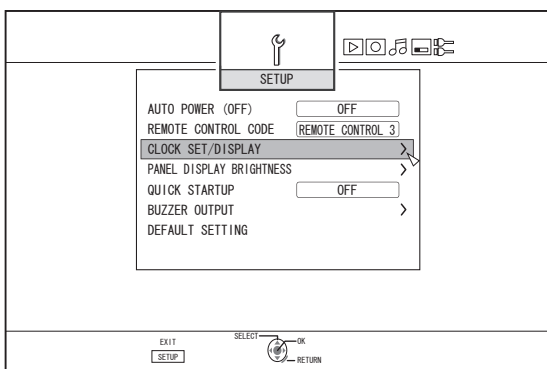 SETUP
AUTO POWER (OFF) OFF
REMOTE CONTROL CODE REMOTE CONTROL 3
CLOCK SET/DISPLAY
PANEL DISPLAY BRIGHTNESS
QUICK STARTUP OFF
BUZZER OUTPUT
DEFAULT SETTING
EXIT
SETUP
SELECT
OK
RETURN